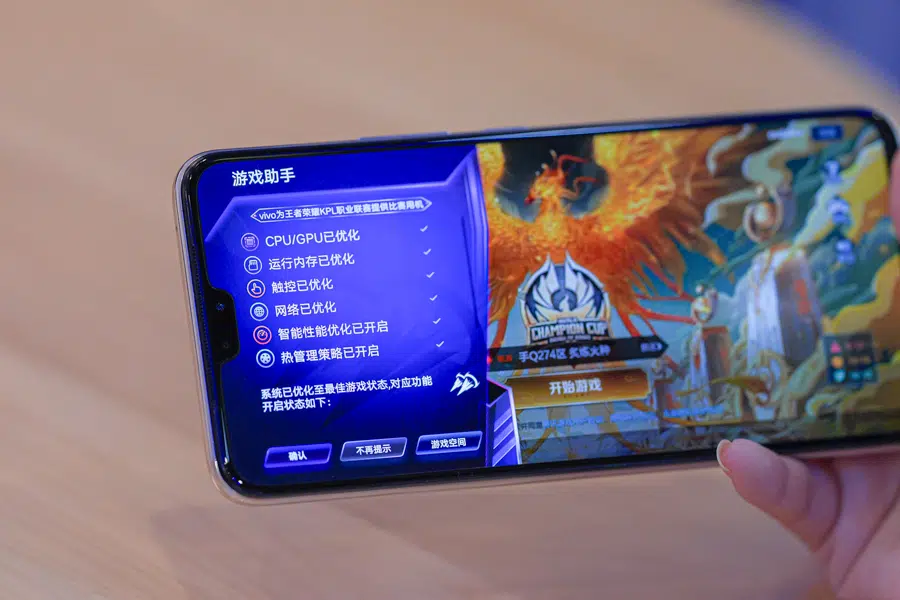 游戏助手
vivo为王者荣耀KPL职业联赛提供比赛用机
CPU/GPU已优化
运行内存已优化
触控已优化
网络已优化
智能性能优化已开启
热管理策略已开启
系统已优化至最佳游戏状态,对应功能
开启状态如下:
确认
不再提示
游戏空间
CHAMPION CUP
手Q274区 炙炼火种
开始游戏